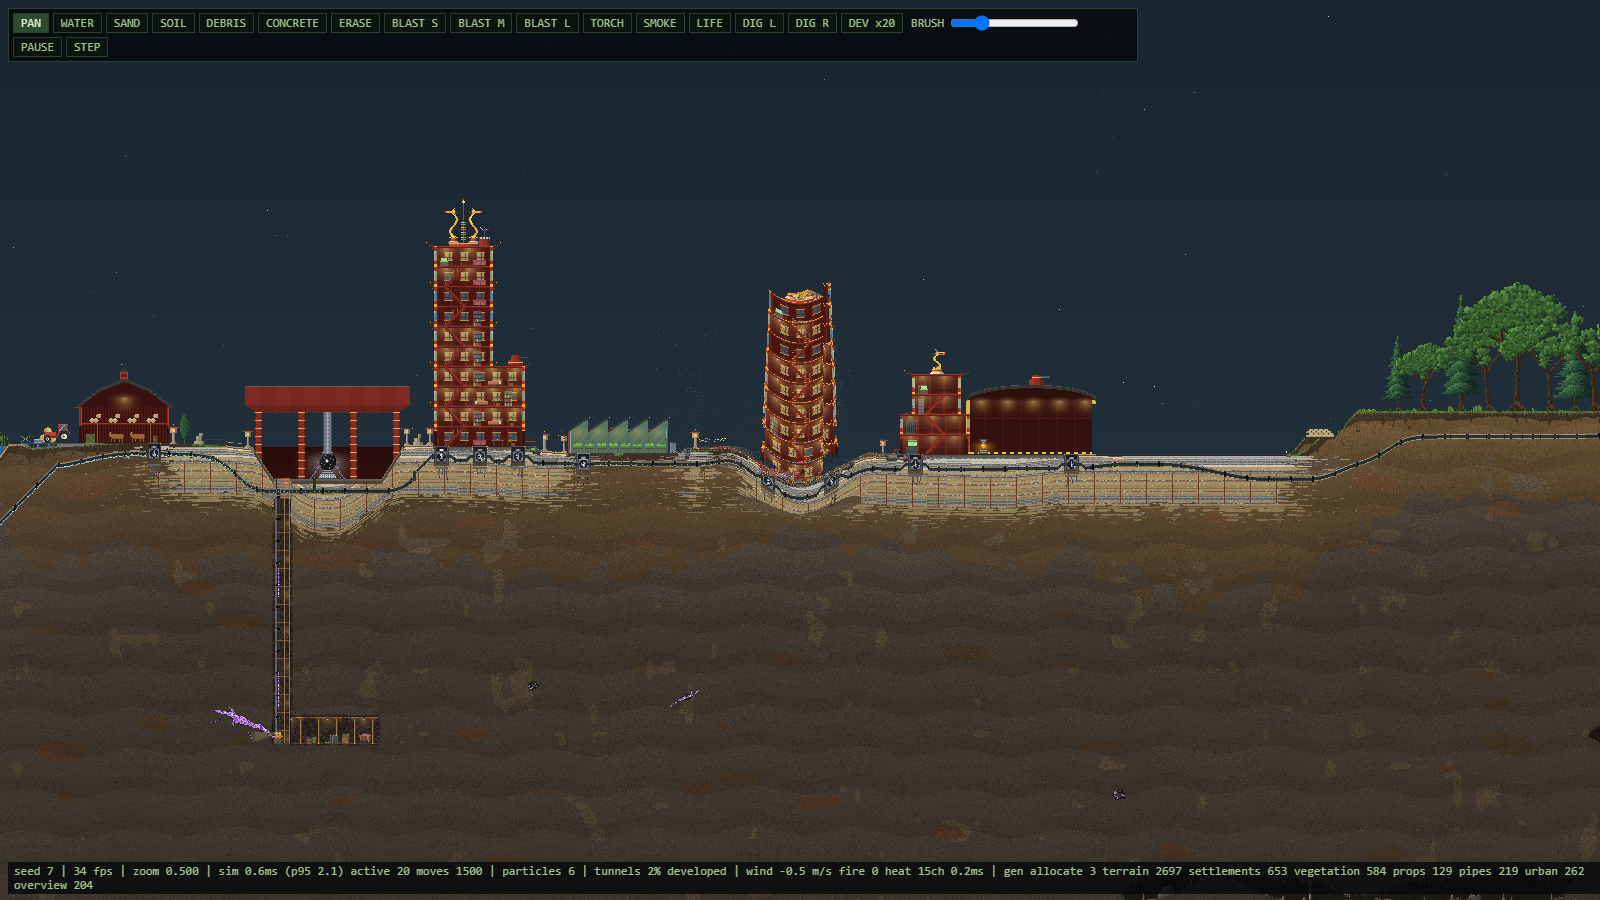 PAN WATER SAND SOIL DEBRIS CONCRETE ERASE BLAST S BLAST M BLAST L TORCH SMOKE LIFE DIG L DIG R DEV x20 BRUSH
PAUSE STEP
seed 7 | 34 fps | zoom 0.500 | sim 0.6ms (p95 2.1) active 20 moves 1500 | particles 6 | tunnels 2% developed | wind -0.5 m/s fire 0 heat 15ch 0.2ms | gen allocate 3 terrain 2697 settlements 653 vegetation 584 props 129 pipes 219 urban 262
overview 204